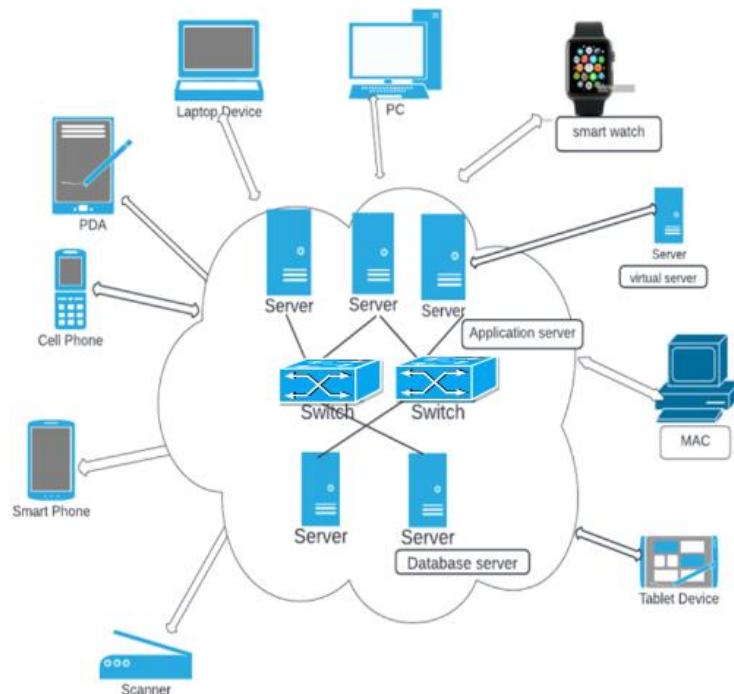 Laptop Device
PC
smart watch
PDA
Server
virtual server
Cell Phone
Server
Server
Server
Application server
Switch
Switch
MAC
Smart Phone
Server
Server
Database server
Tablet Device
Scanner